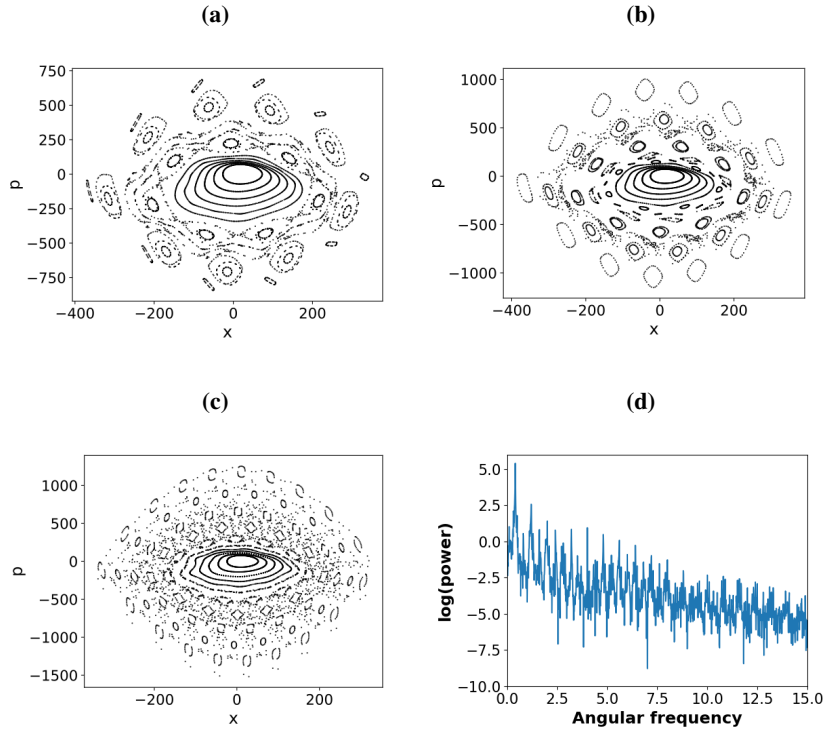 (a)
(b)
750
500
250
0
−250
−500
−750
p
−400 −200 0 200
x
1000
500
0
−500
−1000
p
−400 −200 0 200
x
(c)
(d)
1000
500
0
−500
−1000
−1500
p
−200 0 200
x
5.0
2.5
0.0
−2.5
−5.0
−7.5
−10.0
log(power)
0.0 2.5 5.0 7.5 10.0 12.5 15.0
Angular frequency